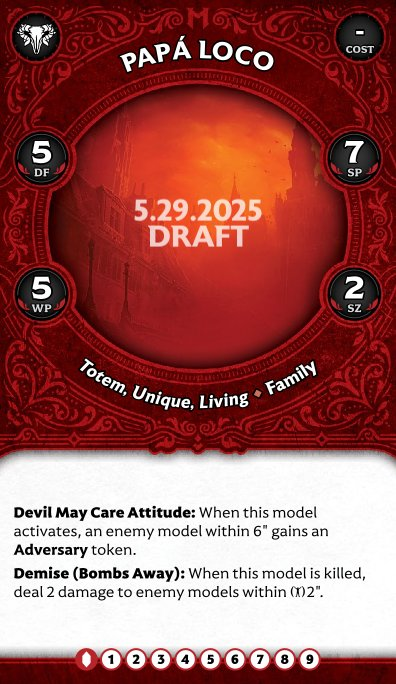 PAPÁ LOCO
-
COST
5
DF
7
SP
5.29.2025
DRAFT
5
WP
2
SZ
Totem, Unique, Living ♦ Family
Devil May Care Attitude: When this model
activates, an enemy model within 6" gains an
Adversary token.
Demise (Bombs Away): When this model is killed,
deal 2 damage to enemy models within 2".
1 2 3 4 5 6 7 8 9